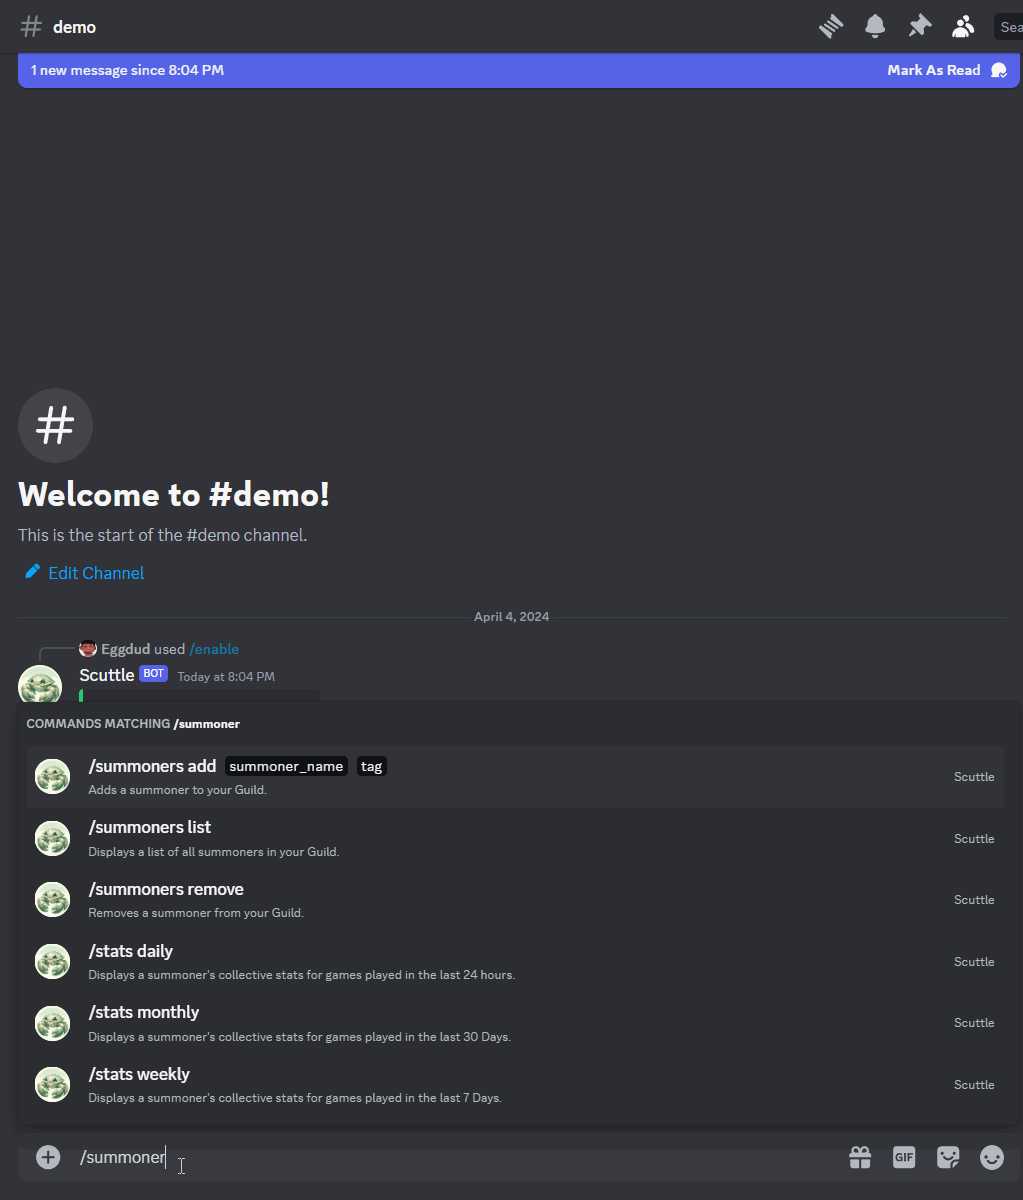 demo
Sea
1 new message since 8:04 PM Mark As Read
Welcome to #demo!
This is the start of the #demo channel.
Edit Channel
April 4, 2024
Eggdud used /enable
Scuttle BOT Today at 8:04 PM
COMMANDS MATCHING /summoner
/summoners add summoner_name tag
Adds a summoner to your Guild.
Scuttle
/summoners list
Displays a list of all summoners in your Guild.
Scuttle
/summoners remove
Removes a summoner from your Guild.
Scuttle
/stats daily
Displays a summoner's collective stats for games played in the last 24 hours.
Scuttle
/stats monthly
Displays a summoner's collective stats for games played in the last 30 Days.
Scuttle
/stats weekly
Displays a summoner's collective stats for games played in the last 7 Days.
Scuttle
/summoner
GIF